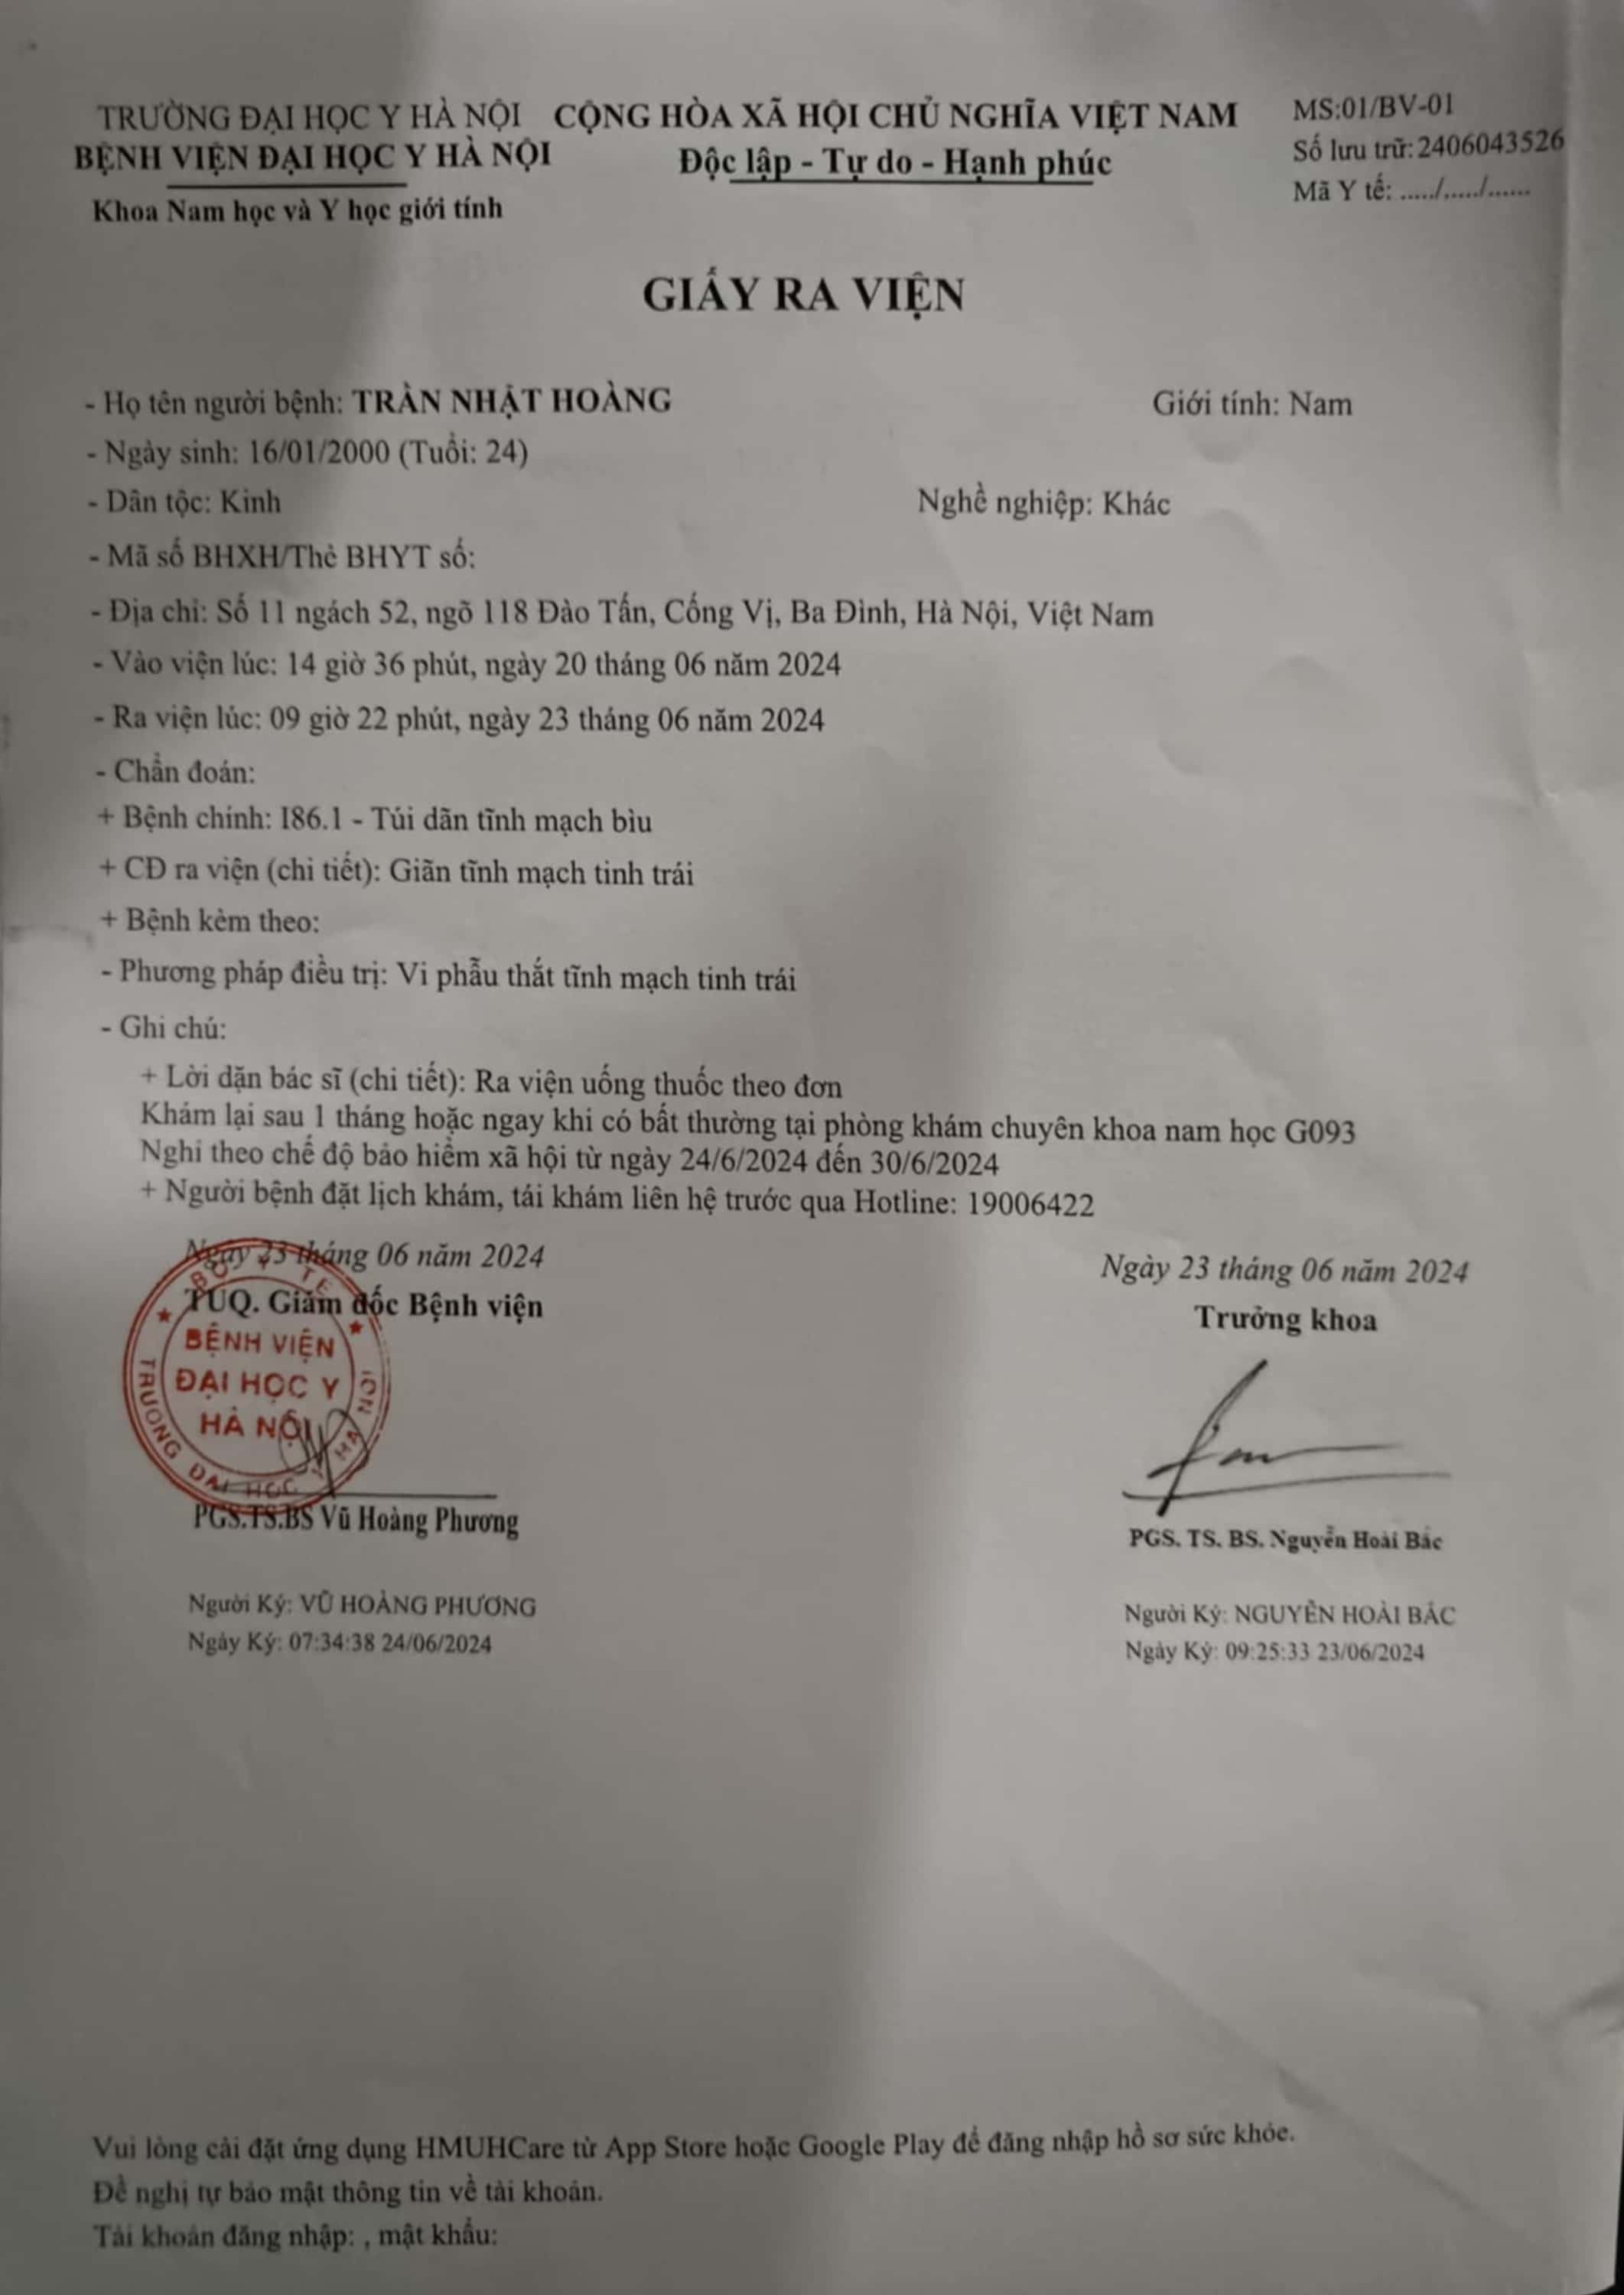 TRƯỜNG ĐẠI HỌC Y HÀ NỘI
BỆNH VIỆN ĐẠI HỌC Y HÀ NỘI
Khoa Nam học và Y học giới tính
CỘNG HÒA XÃ HỘI CHỦ NGHĨA VIỆT NAM
Độc lập - Tự do - Hạnh phúc
MS:01/BV-01
Số lưu trữ: 2406043526
Mã Y tế: ...../...../......
GIẤY RA VIỆN
- Họ tên người bệnh: TRẦN NHẬT HOÀNG Giới tính: Nam
- Ngày sinh: 16/01/2000 (Tuổi: 24)
- Dân tộc: Kinh Nghề nghiệp: Khác
- Mã số BHXH/Thẻ BHYT số:
- Địa chỉ: Số 11 ngách 52, ngõ 118 Đào Tấn, Cống Vị, Ba Đình, Hà Nội, Việt Nam
- Vào viện lúc: 14 giờ 36 phút, ngày 20 tháng 06 năm 2024
- Ra viện lúc: 09 giờ 22 phút, ngày 23 tháng 06 năm 2024
- Chẩn đoán:
+ Bệnh chính: I86.1 - Túi dãn tĩnh mạch bìu
+ CĐ ra viện (chi tiết): Giãn tĩnh mạch tinh trái
+ Bệnh kèm theo:
- Phương pháp điều trị: Vi phẫu thắt tĩnh mạch tinh trái
- Ghi chú:
+ Lời dặn bác sĩ (chi tiết): Ra viện uống thuốc theo đơn
Khám lại sau 1 tháng hoặc ngay khi có bất thường tại phòng khám chuyên khoa nam học G093
Nghỉ theo chế độ bảo hiểm xã hội từ ngày 24/6/2024 đến 30/6/2024
+ Người bệnh đặt lịch khám, tái khám liên hệ trước qua Hotline: 19006422
Ngày 23 tháng 06 năm 2024
TUQ. Giám đốc Bệnh viện
BỘ Y TẾ
BỆNH VIỆN
ĐẠI HỌC Y
HÀ NỘI
TRƯỜNG ĐẠI HỌC Y HÀ NỘI
PGS.TS.BS Vũ Hoàng Phương
Người Ký: VŨ HOÀNG PHƯƠNG
Ngày Ký: 07:34:38 24/06/2024
Ngày 23 tháng 06 năm 2024
Trưởng khoa
PGS. TS. BS. Nguyễn Hoài Bắc
Người Ký: NGUYỄN HOÀI BẮC
Ngày Ký: 09:25:33 23/06/2024
Vui lòng cài đặt ứng dụng HMUHCare từ App Store hoặc Google Play để đăng nhập hồ sơ sức khỏe.
Đề nghị tự bảo mật thông tin về tài khoản.
Tài khoản đăng nhập: , mật khẩu: